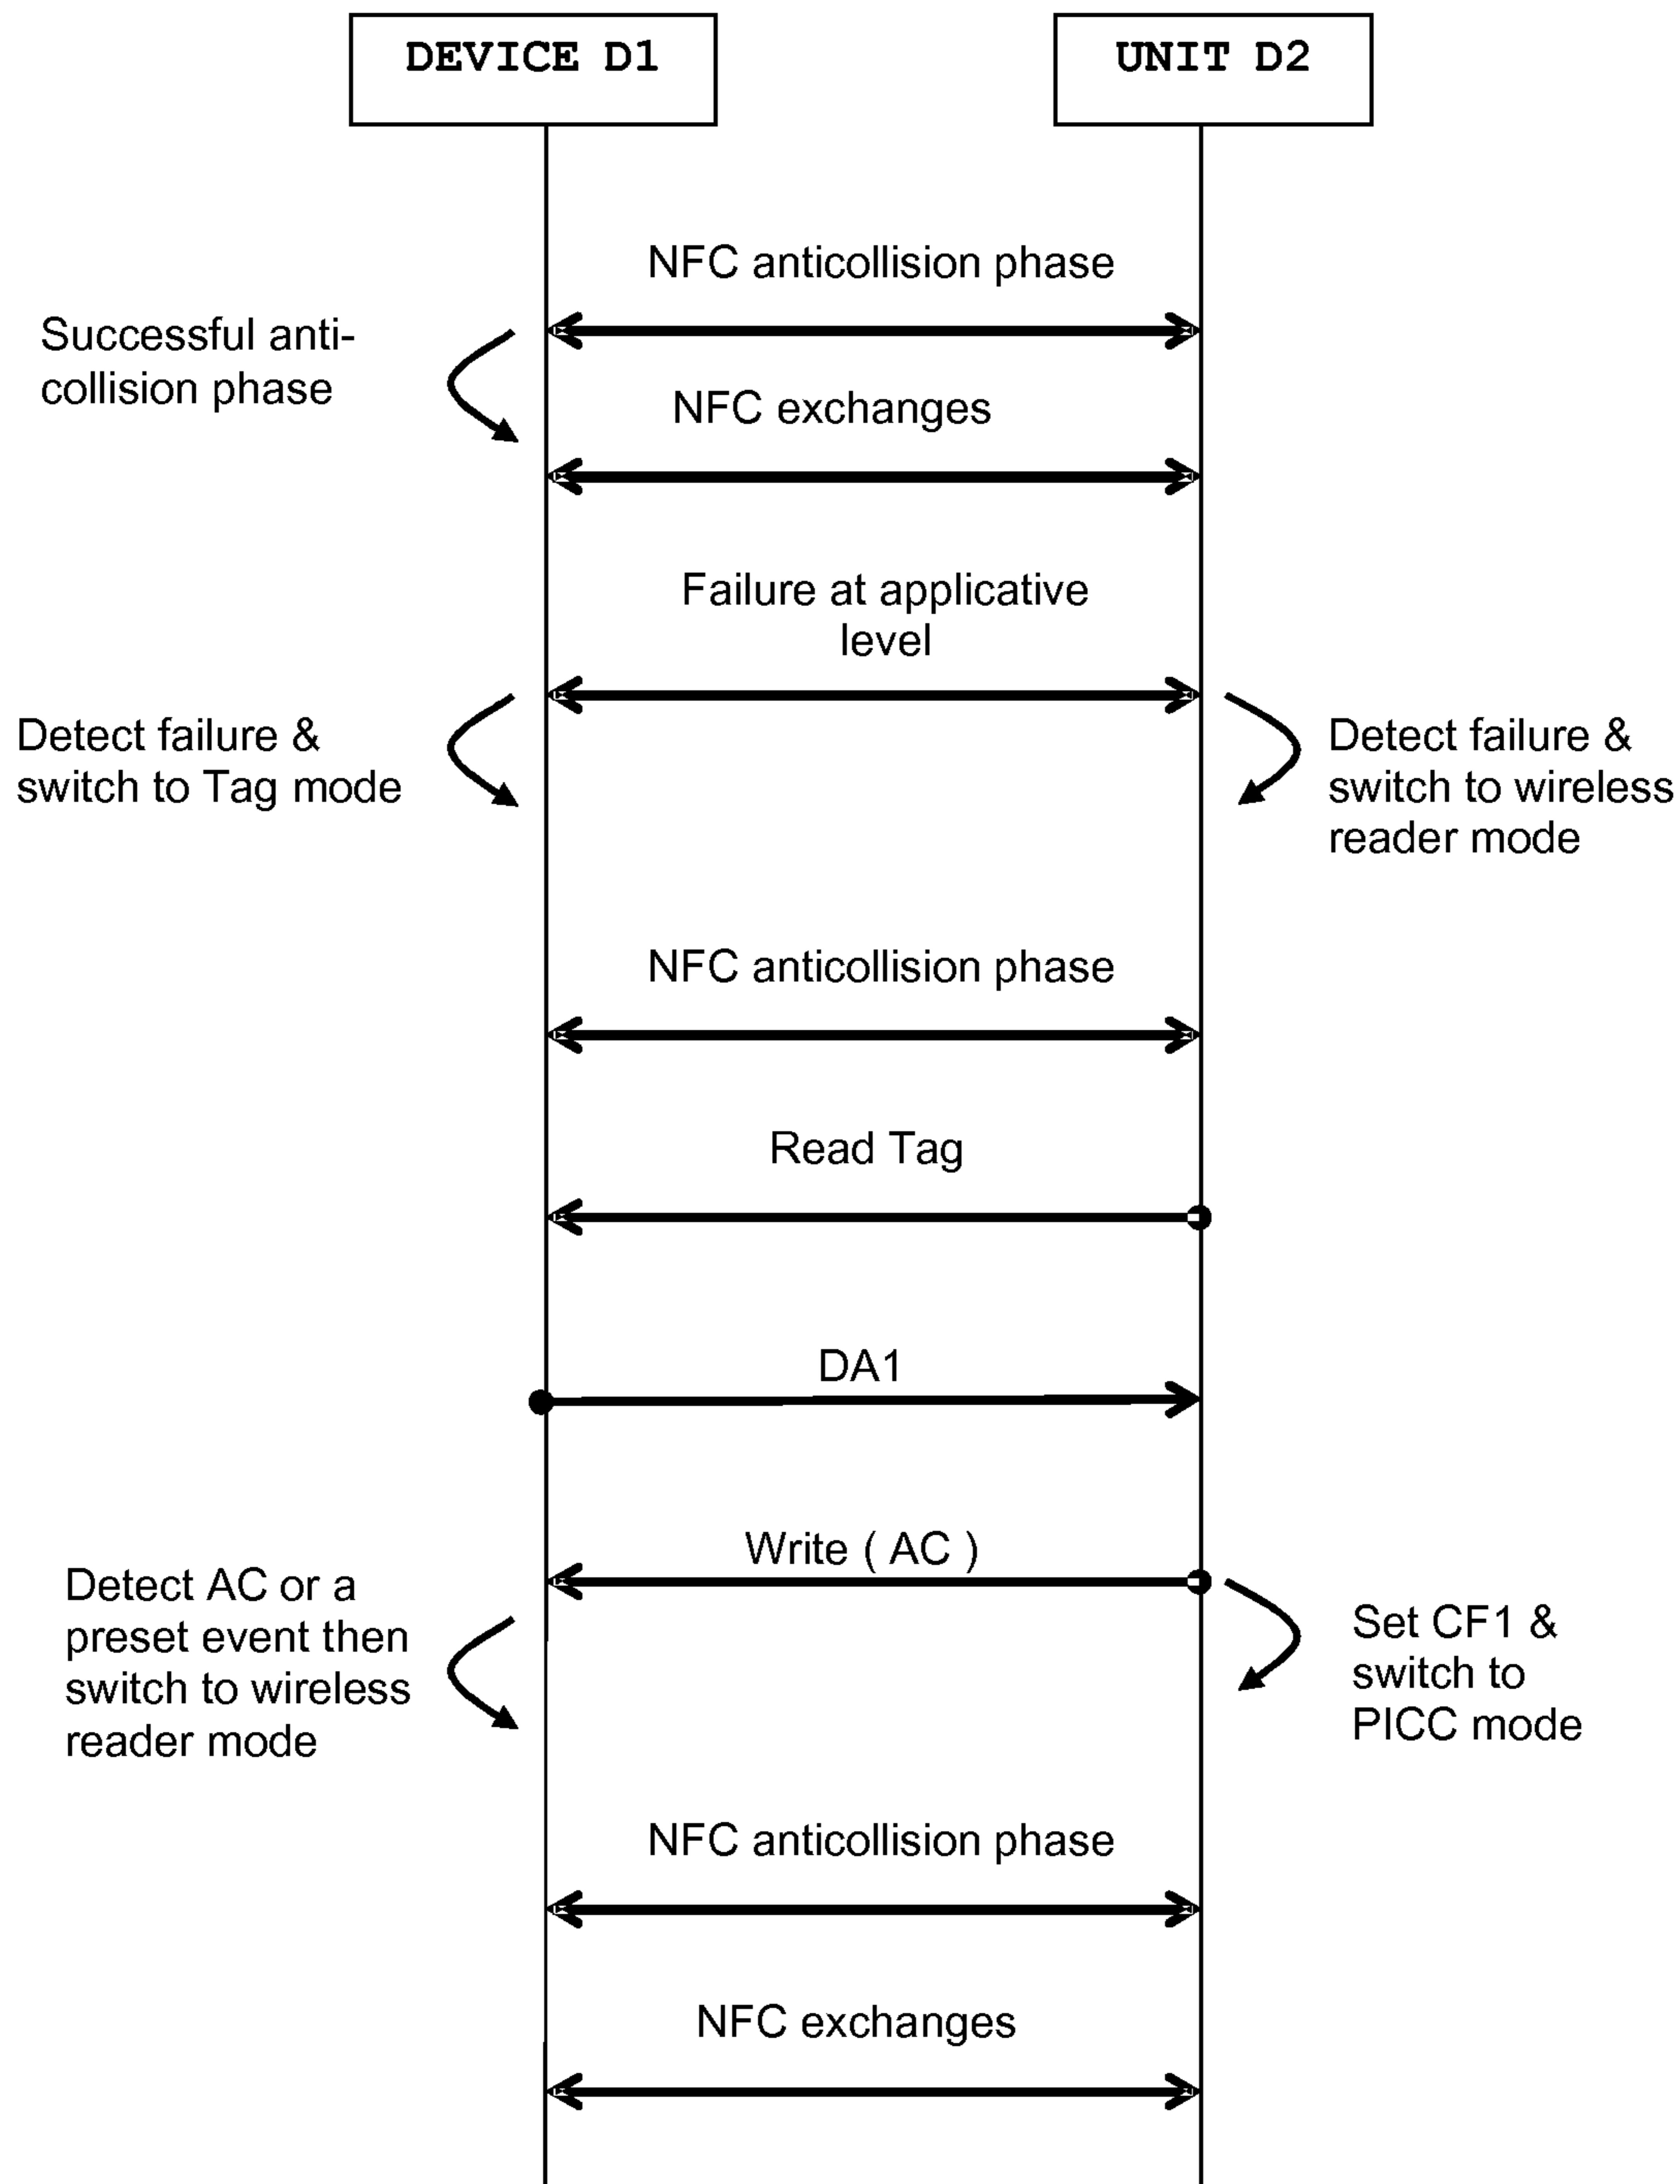 DEVICE D1
UNIT D2
NFC anticollision phase
Successful anti-
collision phase
NFC exchanges
Failure at applicative
level
Detect failure &
switch to Tag mode
Detect failure &
switch to wireless
reader mode
NFC anticollision phase
Read Tag
DA1
Write ( AC )
Detect AC or a
preset event then
switch to wireless
reader mode
Set CF1 &
switch to
PICC mode
NFC anticollision phase
NFC exchanges